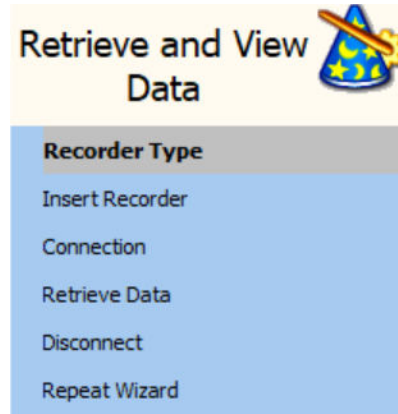 Retrieve and View
Data
Recorder Type
Insert Recorder
Connection
Retrieve Data
Disconnect
Repeat Wizard